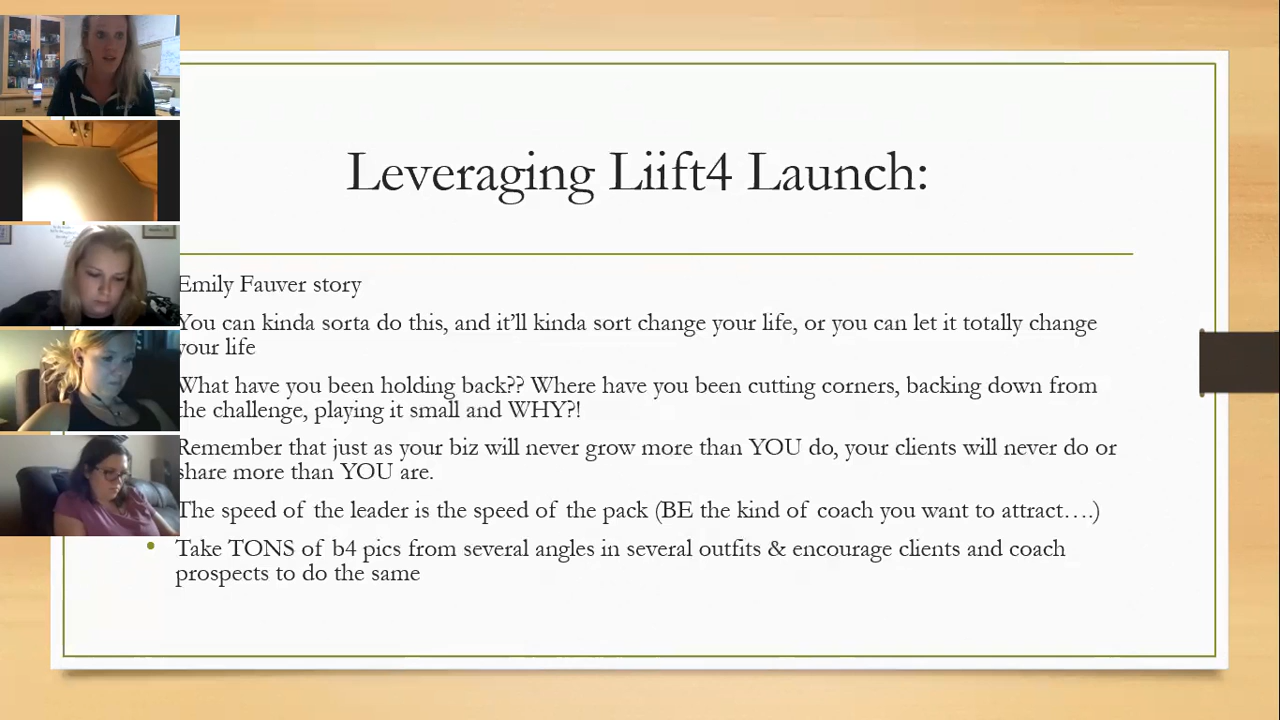 Leveraging Liift4 Launch:
Emily Fauver story
You can kinda sorta do this, and it’ll kinda sort change your life, or you can let it totally change
your life
What have you been holding back?? Where have you been cutting corners, backing down from
the challenge, playing it small and WHY?!
Remember that just as your biz will never grow more than YOU do, your clients will never do or
share more than YOU are.
The speed of the leader is the speed of the pack (BE the kind of coach you want to attract….)
• Take TONS of b4 pics from several angles in several outfits & encourage clients and coach
prospects to do the same